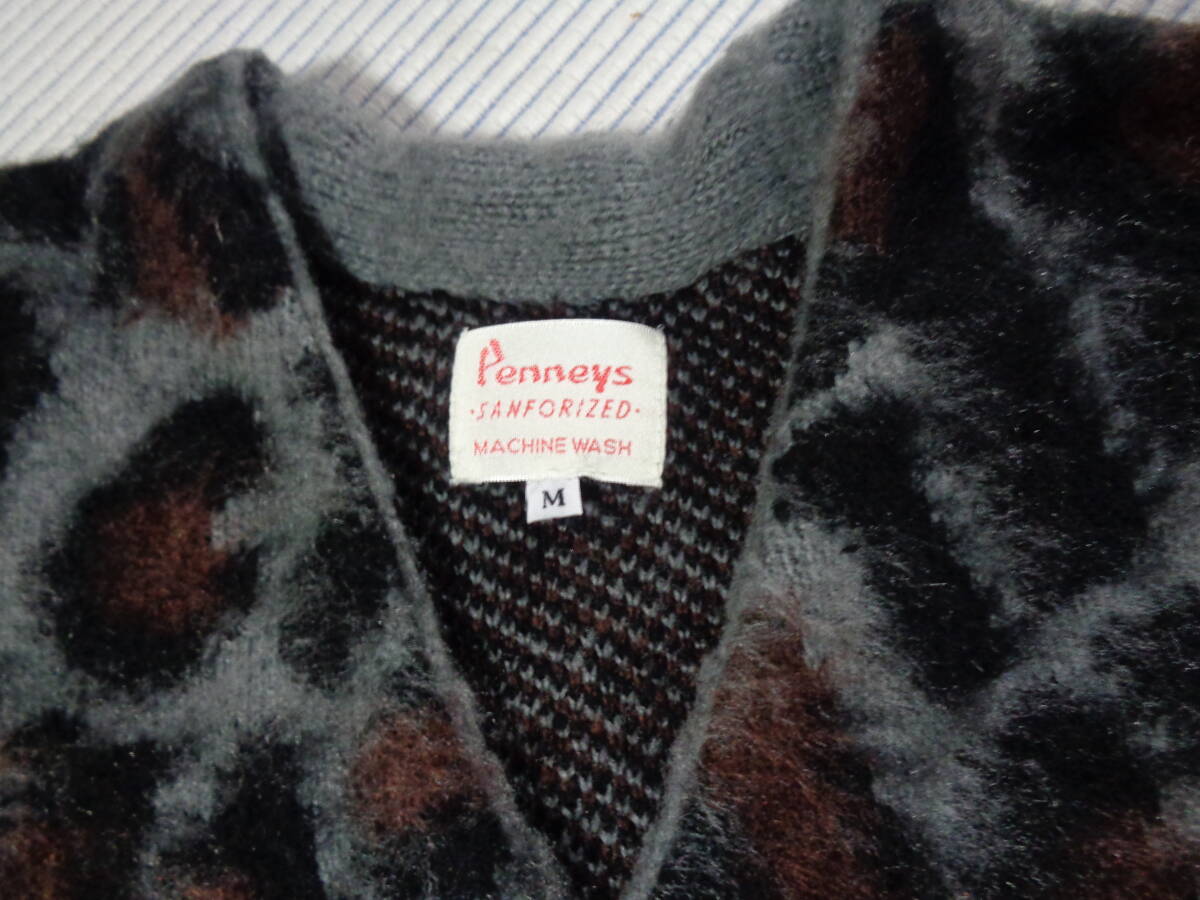 Penneys
·SANFORIZED·
MACHINE WASH
M